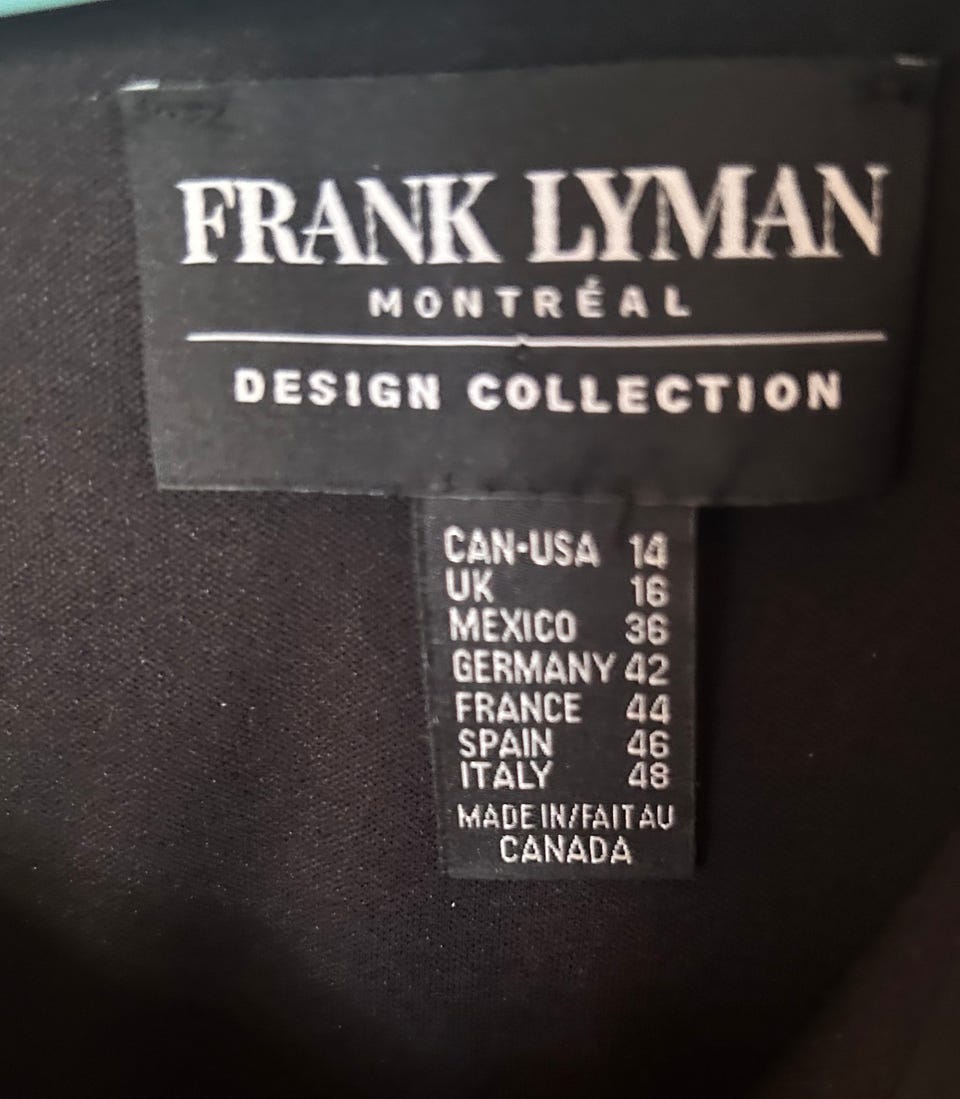 FRANK LYMAN
MONTRÉAL
DESIGN COLLECTION
CAN-USA 14
UK 16
MEXICO 36
GERMANY 42
FRANCE 44
SPAIN 46
ITALY 48
MADE IN/FAIT AU
CANADA